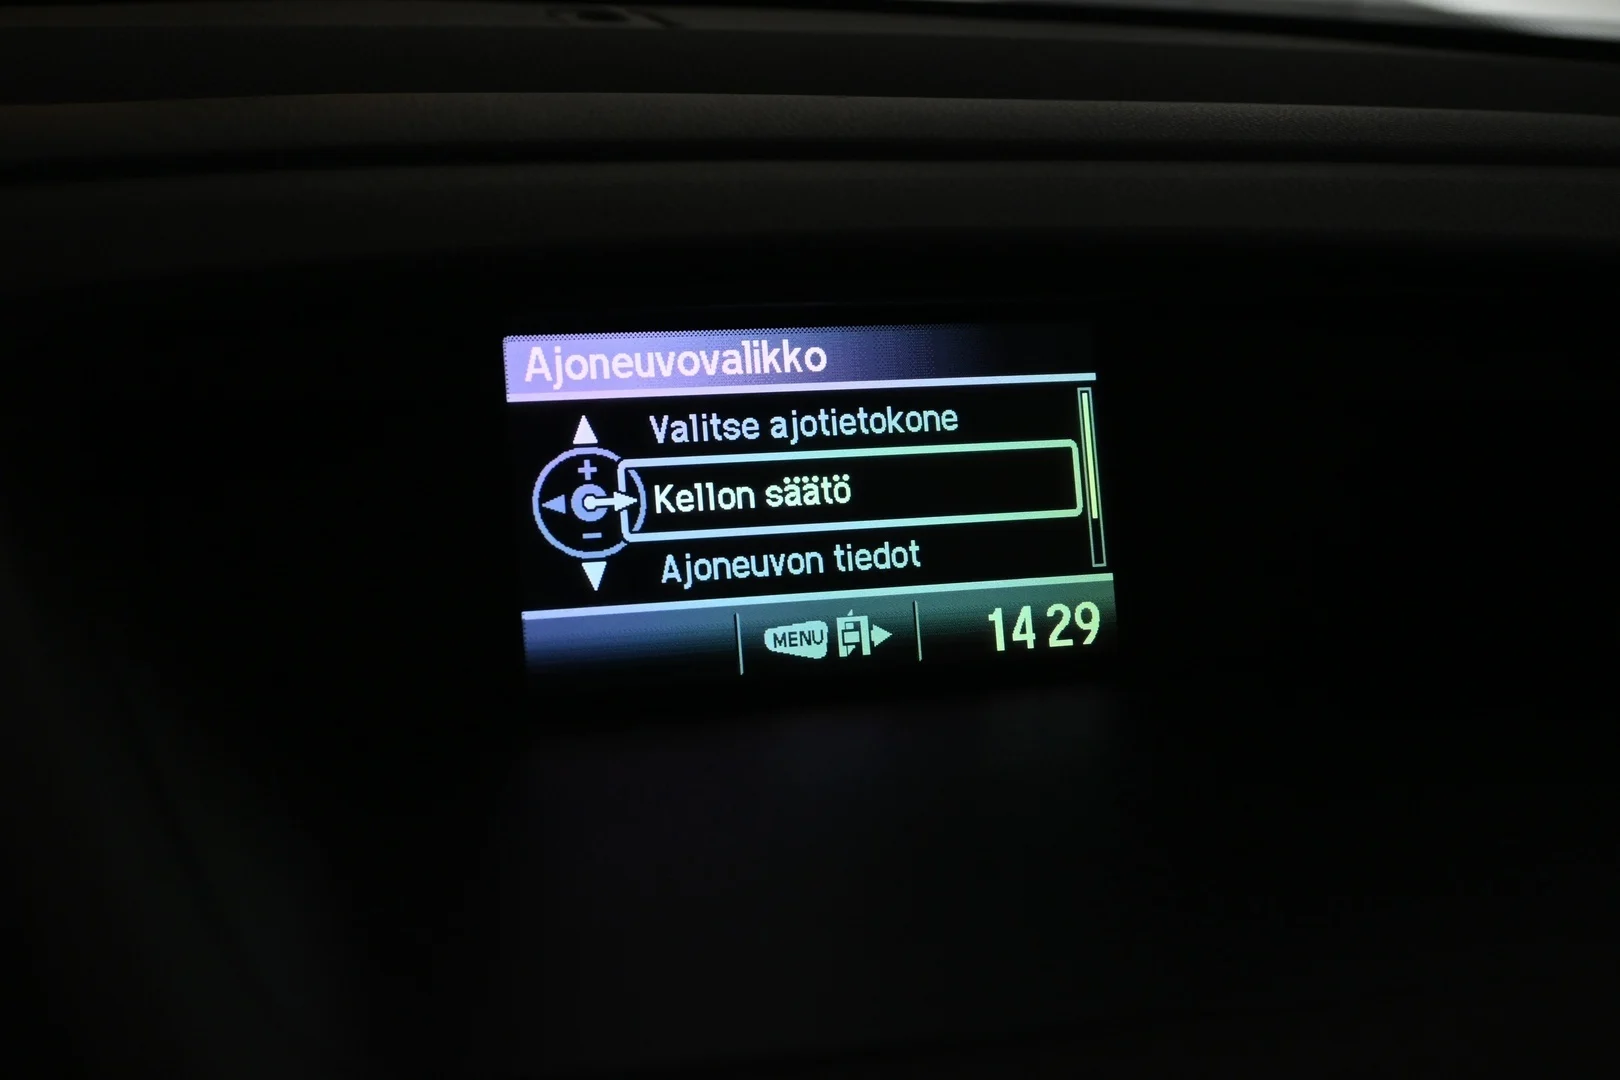 Ajoneuvovalikko
Valitse ajotietokone
+
Kellon säätö
−
Ajoneuvon tiedot
MENU
14 29